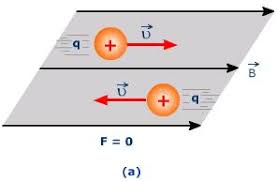 q + υ⃗
B⃗
υ⃗ + q
F = 0
(a)